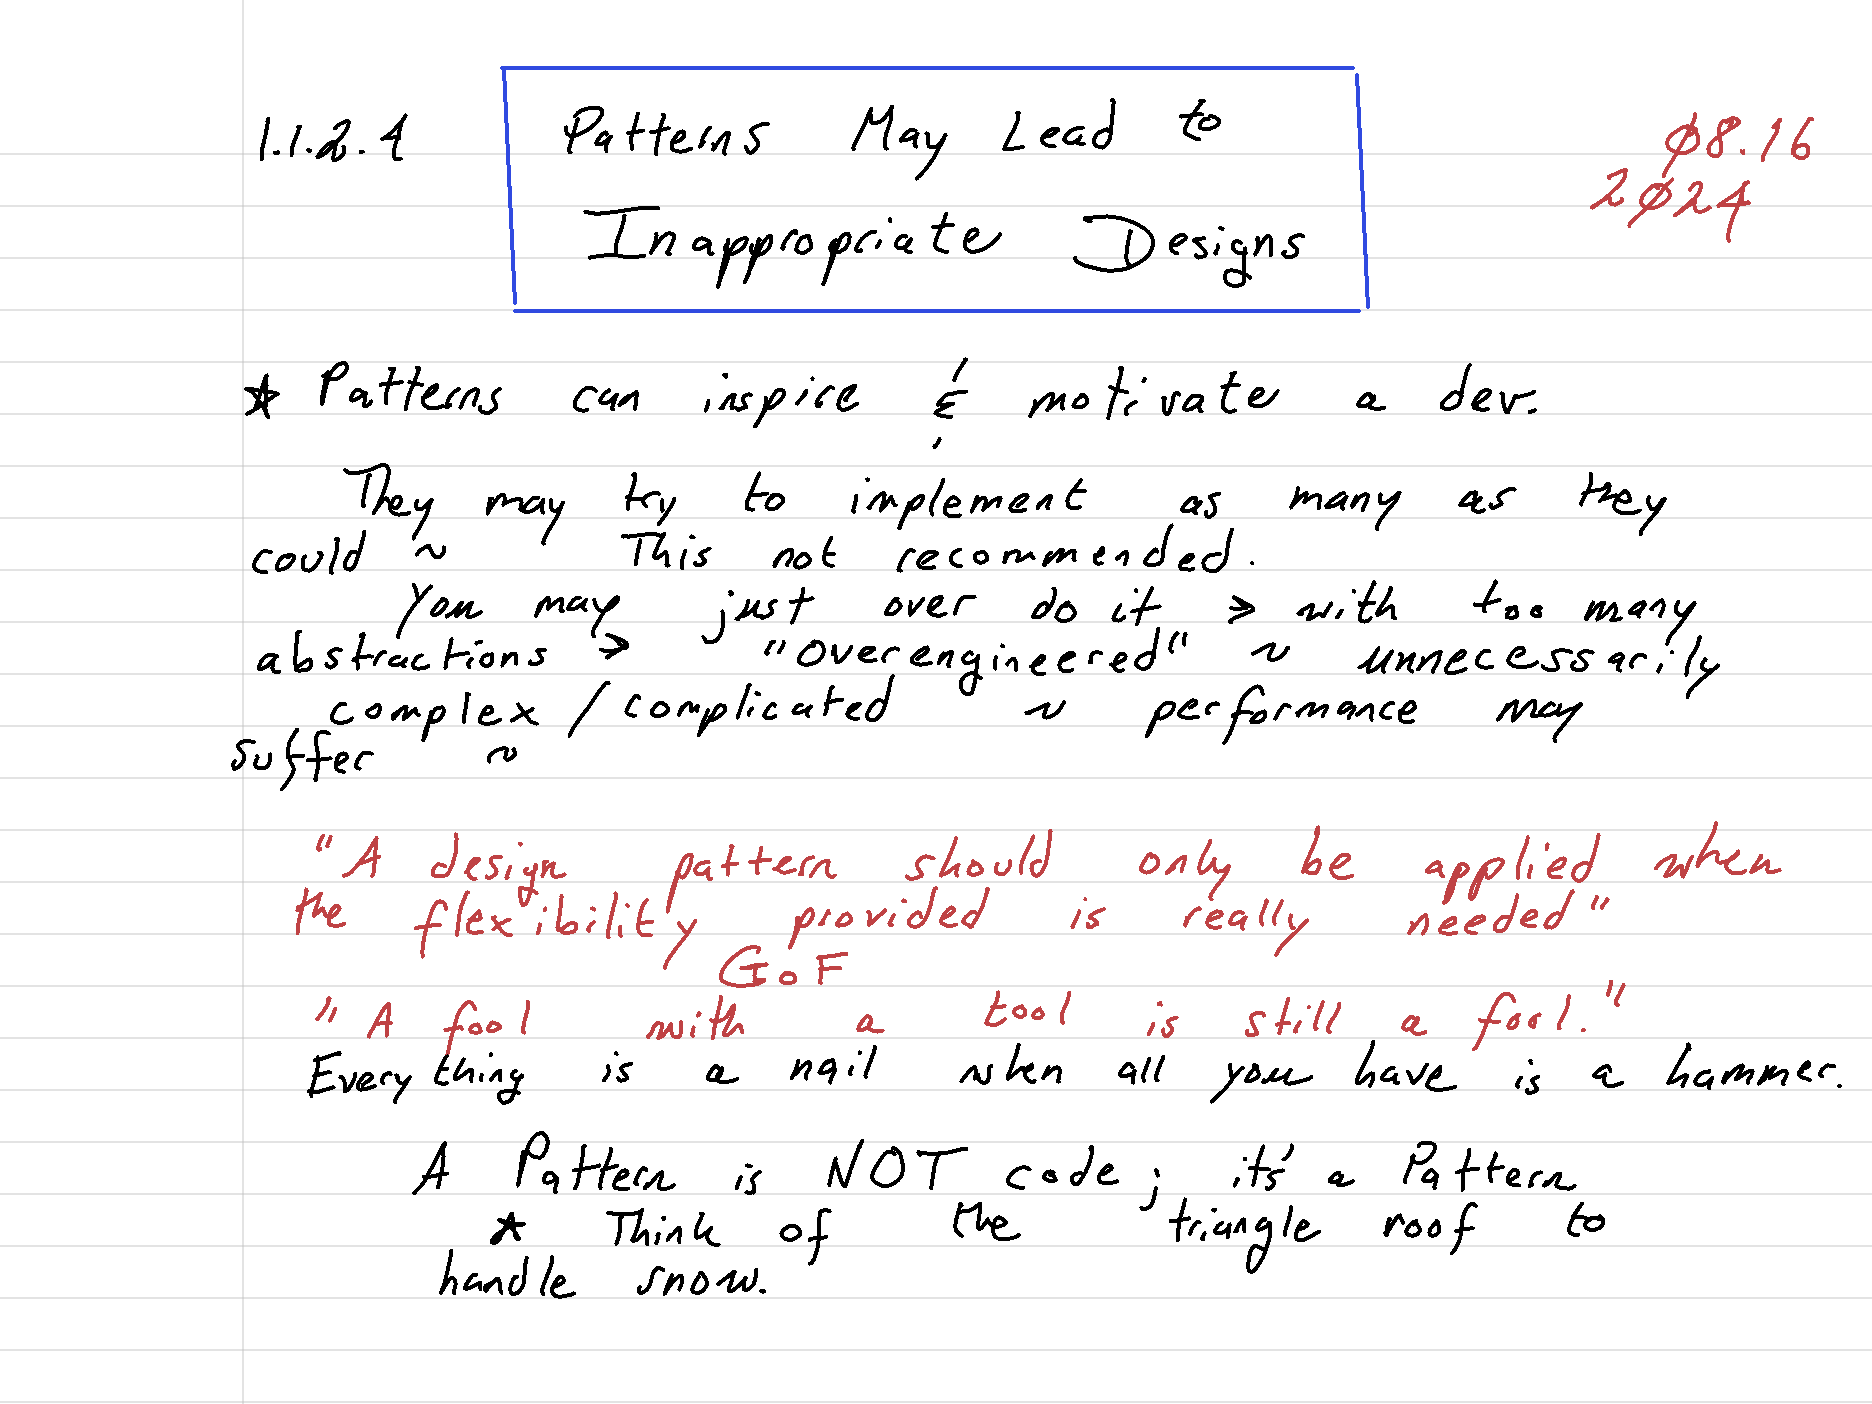 1.1.2.4 Patterns May Lead to
Inappropriate Designs
Ø8.16
2Ø24
★ Patterns can inspire & motivate a dev.
They may try to implement as many as they
could ~ This not recommended.
You may just over do it → with too many
abstractions → "Overengineered" ~ unnecessarily
complex / complicated ~ performance may
suffer ~
"A design pattern should only be applied when
the flexibility provided is really needed"
GoF
"A fool with a tool is still a fool."
Every thing is a nail when all you have is a hammer.
A Pattern is NOT code; it's a Pattern
★ Think of the triangle roof to
handle snow.